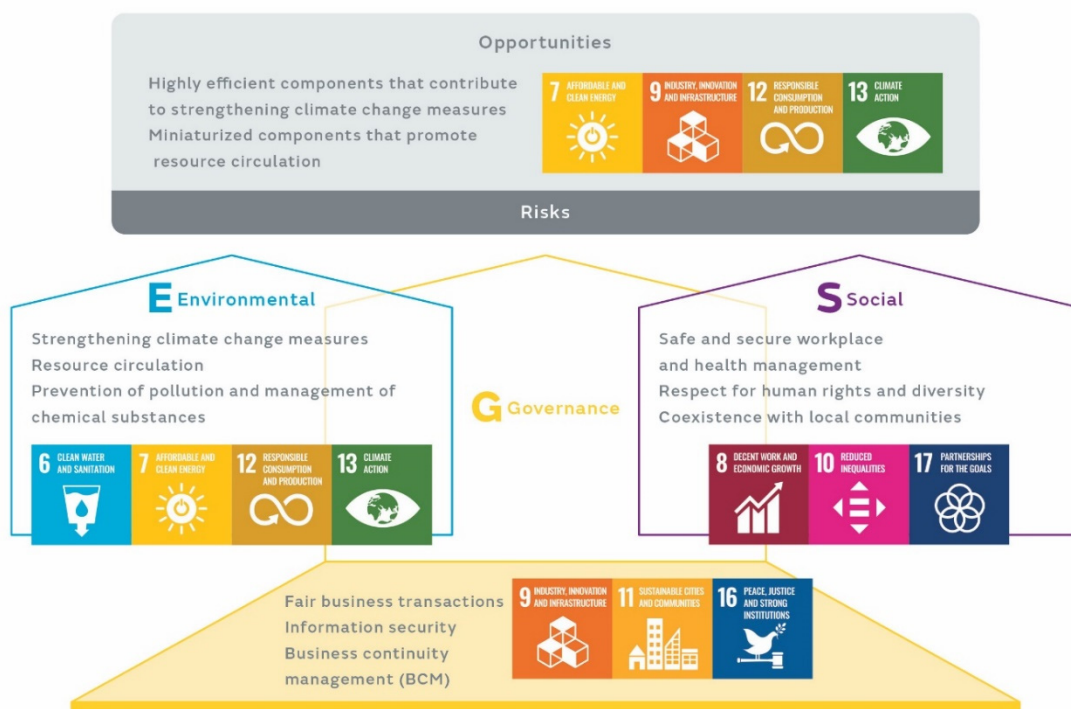 Opportunities
Highly efficient components that contribute
to strengthening climate change measures
Miniaturized components that promote
resource circulation
7 AFFORDABLE AND
CLEAN ENERGY
9 INDUSTRY, INNOVATION
AND INFRASTRUCTURE
12 RESPONSIBLE
CONSUMPTION
AND PRODUCTION
13 CLIMATE
ACTION
Risks
E Environmental
Strengthening climate change measures
Resource circulation
Prevention of pollution and management of
chemical substances
6 CLEAN WATER
AND SANITATION
7 AFFORDABLE AND
CLEAN ENERGY
12 RESPONSIBLE
CONSUMPTION
AND PRODUCTION
13 CLIMATE
ACTION
G Governance
S Social
Safe and secure workplace
and health management
Respect for human rights and diversity
Coexistence with local communities
8 DECENT WORK AND
ECONOMIC GROWTH
10 REDUCED
INEQUALITIES
17 PARTNERSHIPS
FOR THE GOALS
Fair business transactions
Information security
Business continuity
management (BCM)
9 INDUSTRY, INNOVATION
AND INFRASTRUCTURE
11 SUSTAINABLE CITIES
AND COMMUNITIES
16 PEACE, JUSTICE
AND STRONG
INSTITUTIONS